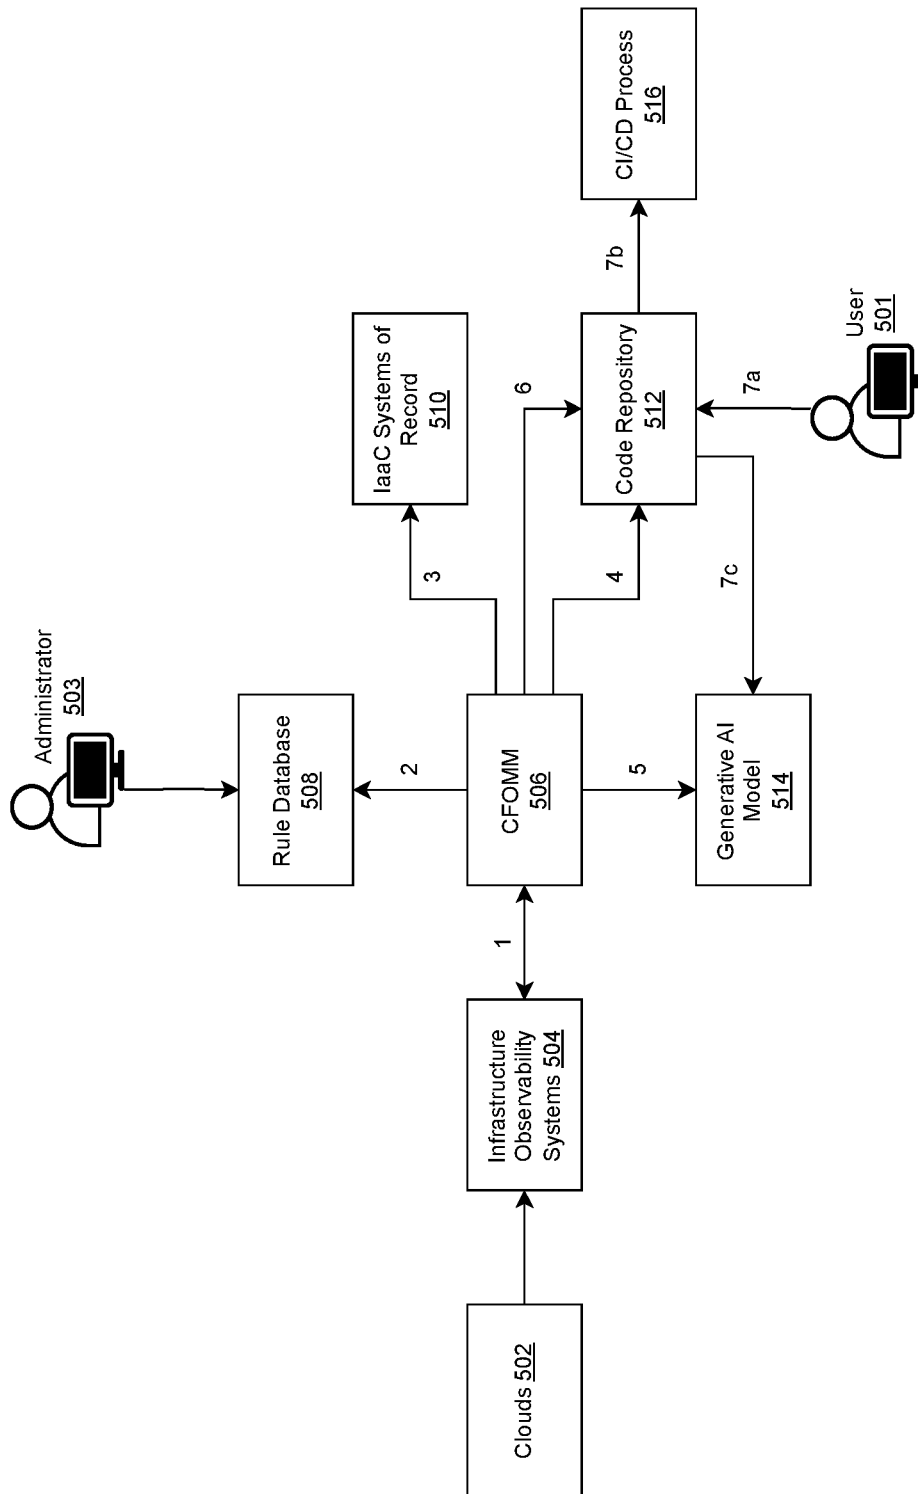 Administrator
503
Rule Database
508
2
IaaC Systems of
Record
510
3
Clouds 502
Infrastructure
Observability
Systems 504
1
CFOMM
506
6
4
5
Code Repository
512
7b
CI/CD Process
516
Generative AI
Model
514
7c
7a
User
501